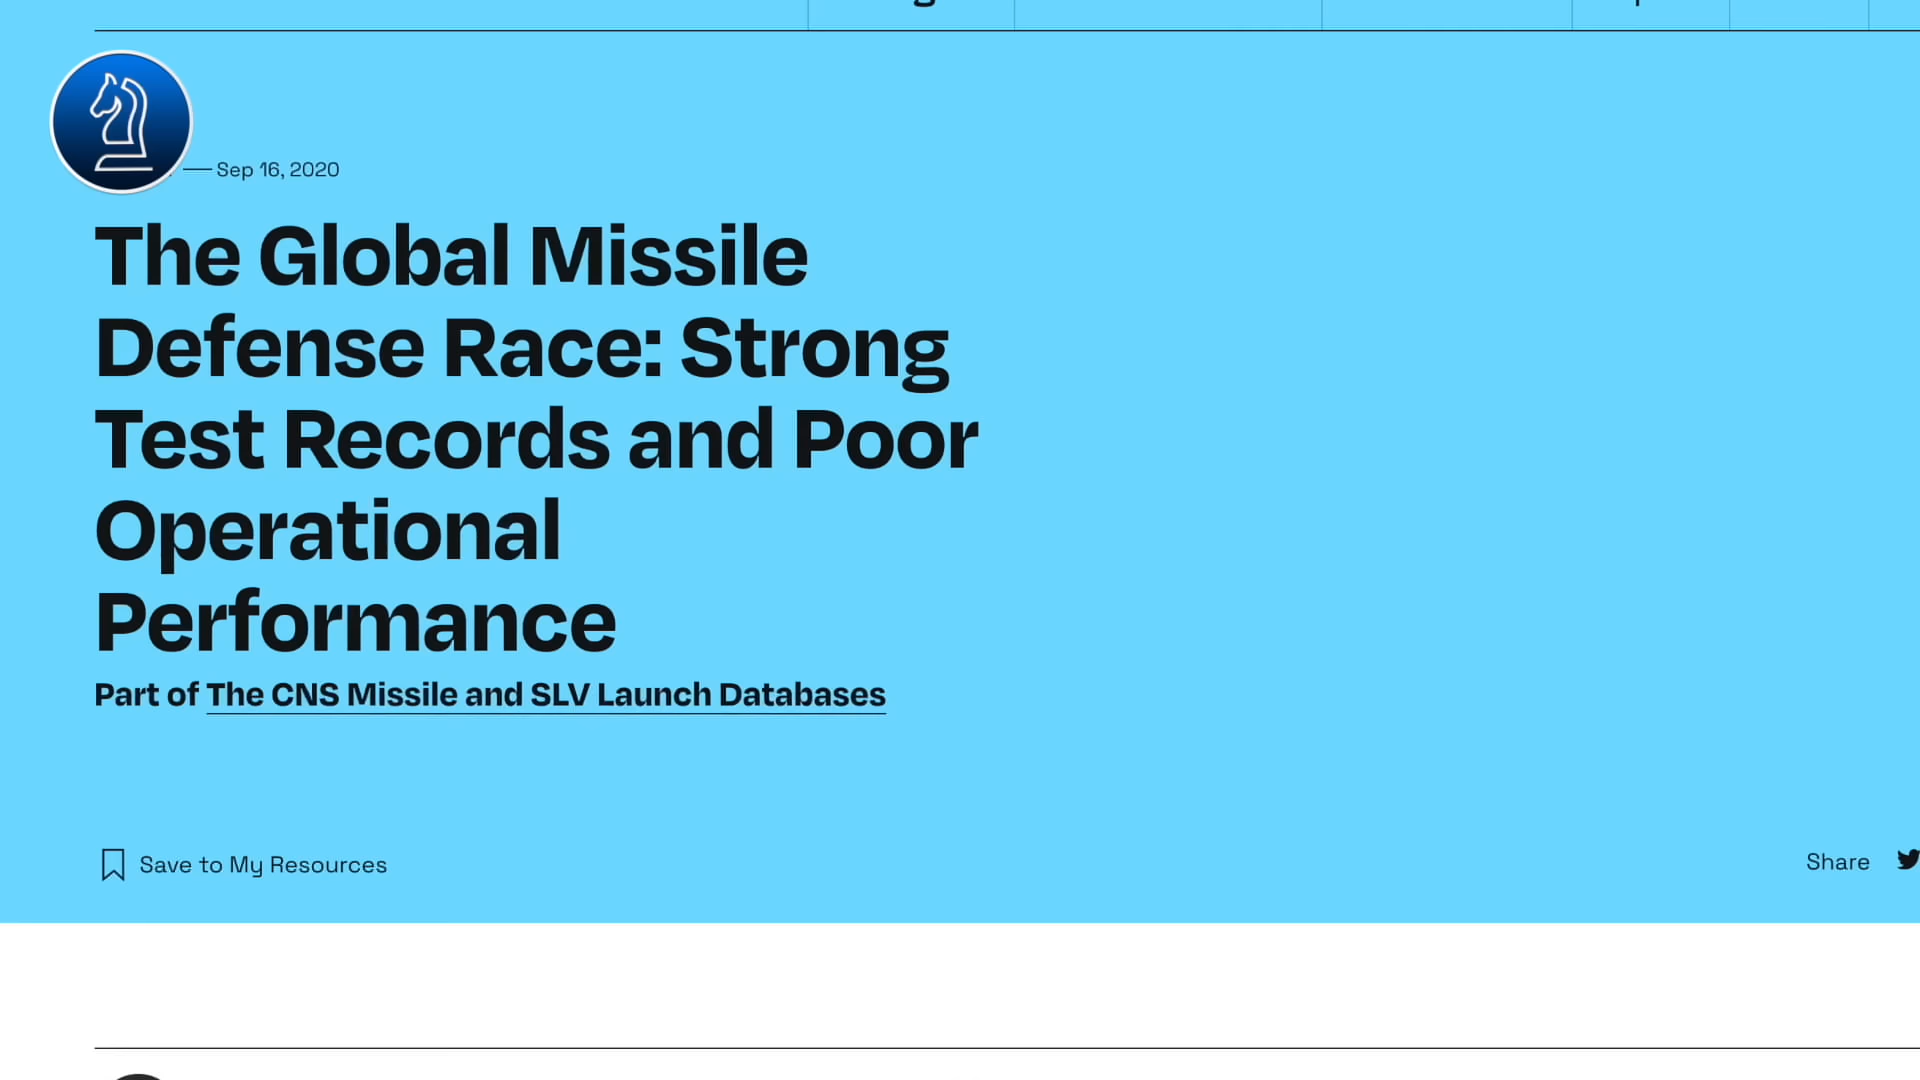 — Sep 16, 2020
The Global Missile
Defense Race: Strong
Test Records and Poor
Operational
Performance
Part of The CNS Missile and SLV Launch Databases
Save to My Resources
Share